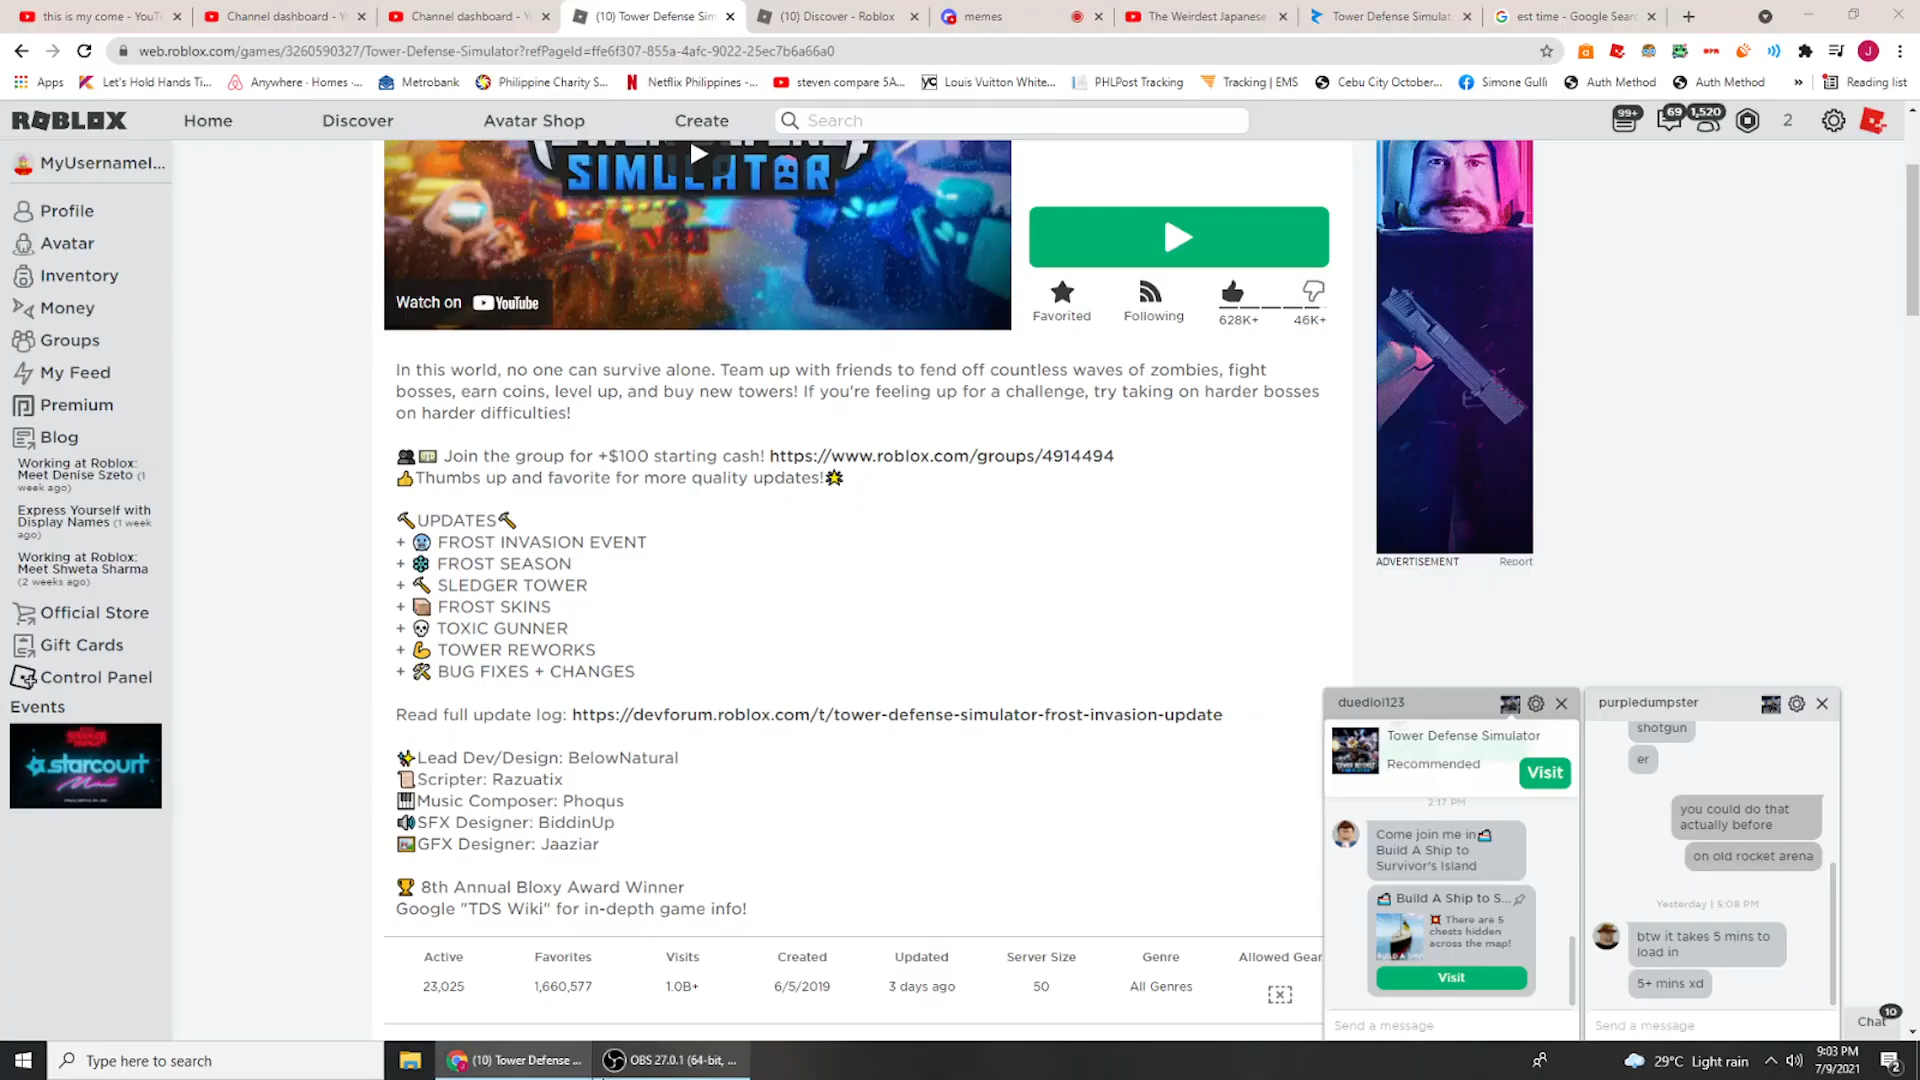 this is my come - YouT
Channel dashboard - Y
Channel dashboard - Y
(10) Tower Defense Sim
(10) Discover - Roblox
memes
The Weirdest Japanese
Tower Defense Simulat
est time - Google Sear
web.roblox.com/games/3260590327/Tower-Defense-Simulator?refPageId=ffe6f307-855a-4afc-9022-25ec7b6a66a0
Apps
Let's Hold Hands Ti...
Anywhere · Homes ·...
Metrobank
Philippine Charity S...
Netflix Philippines -...
steven compare 5A...
Louis Vuitton White...
PHLPost Tracking
Tracking | EMS
Cebu City October...
Simone Gulli
Auth Method
Auth Method
»
Reading list
ROBLOX
Home
Discover
Avatar Shop
Create
Search
99+
69
1,520
2
MyUsernameI...
Profile
Avatar
Inventory
Money
Groups
My Feed
Premium
Blog
Working at Roblox:
Meet Denise Szeto (1
week ago)
Express Yourself with
Display Names (1 week
ago)
Working at Roblox:
Meet Shweta Sharma
(2 weeks ago)
Official Store
Gift Cards
Control Panel
Events
starcourt
SIMULATOR
Watch on YouTube
Favorited
Following
628K+
46K+
In this world, no one can survive alone. Team up with friends to fend off countless waves of zombies, fight
bosses, earn coins, level up, and buy new towers! If you're feeling up for a challenge, try taking on harder bosses
on harder difficulties!
👥💵 Join the group for +$100 starting cash! https://www.roblox.com/groups/4914494
👍Thumbs up and favorite for more quality updates!🌟
🔨UPDATES🔨
+ 🥶 FROST INVASION EVENT
+ ❄️ FROST SEASON
+ 🔨 SLEDGER TOWER
+ 📦 FROST SKINS
+ 💀 TOXIC GUNNER
+ 💪 TOWER REWORKS
+ 🛠 BUG FIXES + CHANGES
Read full update log: https://devforum.roblox.com/t/tower-defense-simulator-frost-invasion-update
✨Lead Dev/Design: BelowNatural
📜Scripter: Razuatix
🎹Music Composer: Phoqus
🔊SFX Designer: BiddinUp
🖼GFX Designer: Jaaziar
🏆 8th Annual Bloxy Award Winner
Google "TDS Wiki" for in-depth game info!
Active
Favorites
Visits
Created
Updated
Server Size
Genre
Allowed Gear
23,025
1,660,577
1.0B+
6/5/2019
3 days ago
50
All Genres
ADVERTISEMENT
Report
duedlol123
Tower Defense Simulator
Recommended
Visit
2:17 PM
Come join me in🚢
Build A Ship to
Survivor's Island
🚢 Build A Ship to S...
💥 There are 5
chests hidden
across the map!
Visit
Send a message
purpledumpster
shotgun
er
you could do that
actually before
on old rocket arena
Yesterday | 5:08 PM
btw it takes 5 mins to
load in
5+ mins xd
Send a message
Chat
10
Type here to search
(10) Tower Defense ...
OBS 27.0.1 (64-bit, ...
29°C Light rain
9:03 PM
7/9/2021
2